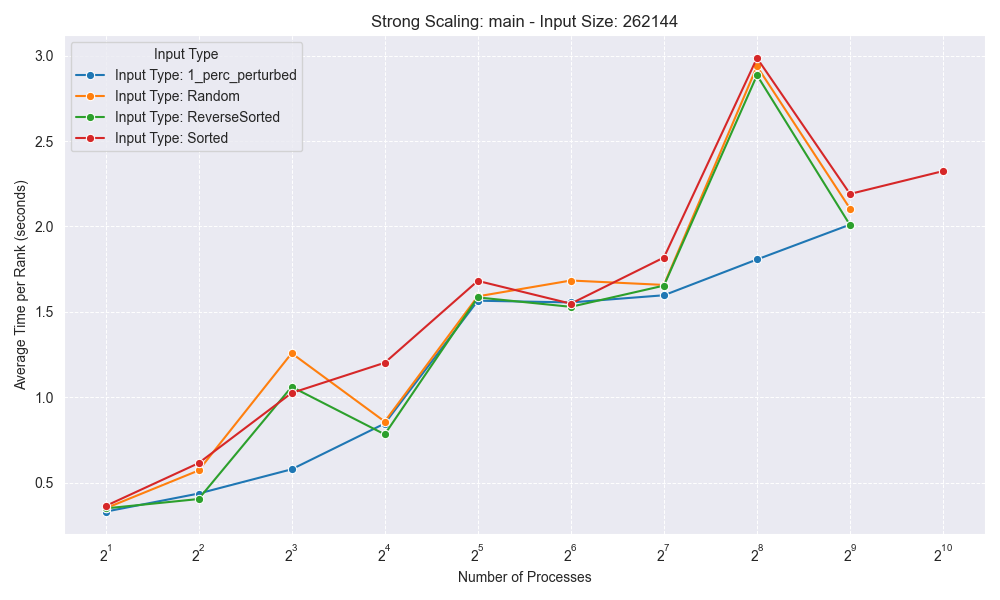 Strong Scaling: main - Input Size: 262144
Input Type
Input Type: 1_perc_perturbed
Input Type: Random
Input Type: ReverseSorted
Input Type: Sorted
Average Time per Rank (seconds)
3.0
2.5
2.0
1.5
1.0
0.5
2^1 2^2 2^3 2^4 2^5 2^6 2^7 2^8 2^9 2^10
Number of Processes